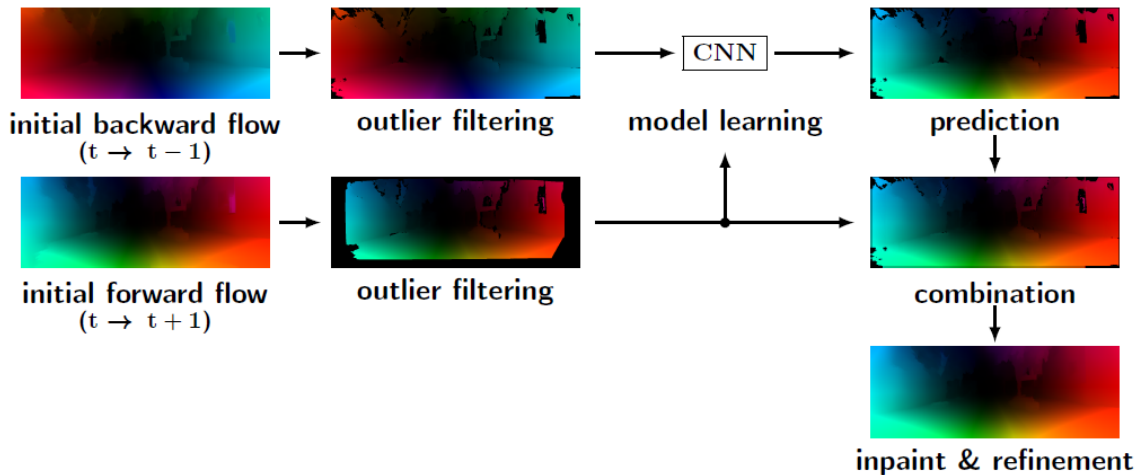 CNN
initial backward flow
(t → t − 1)
outlier filtering
model learning
prediction
initial forward flow
(t → t + 1)
outlier filtering
combination
inpaint & refinement